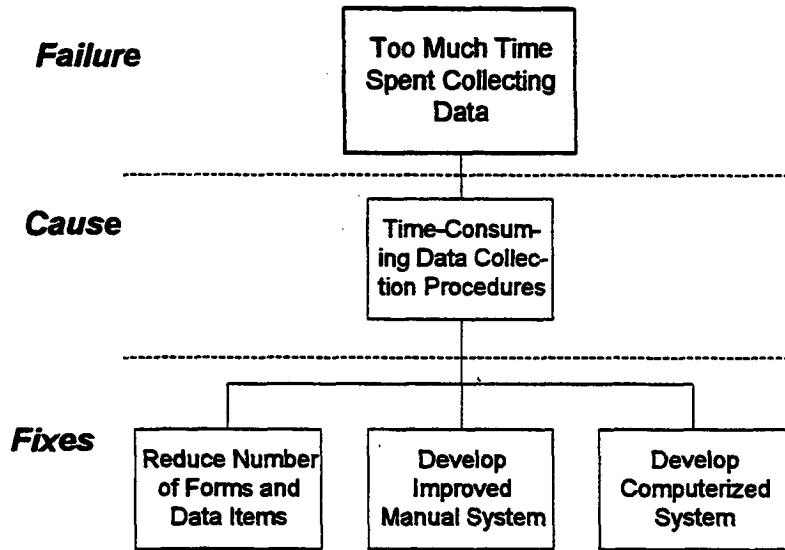 Failure
Too Much Time
Spent Collecting
Data
Cause
Time-Consum-
ing Data Collec-
tion Procedures
Fixes
Reduce Number
of Forms and
Data Items
Develop
Improved
Manual System
Develop
Computerized
System